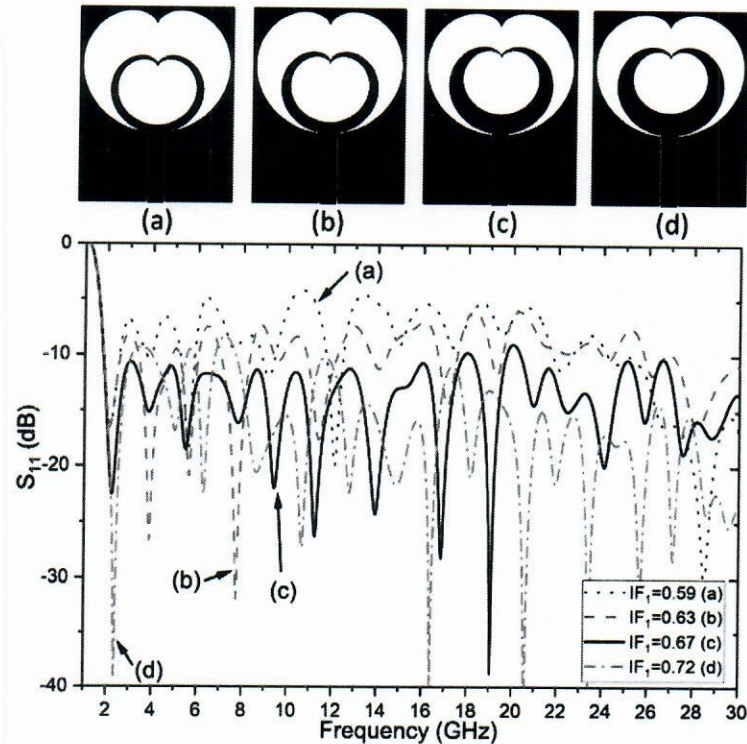 (a) (b) (c) (d)
0
-10
-20
-30
-40
S11 (dB)
(a)
(b)
(c)
(d)
IF1=0.59 (a)
IF1=0.63 (b)
IF1=0.67 (c)
IF1=0.72 (d)
2 4 6 8 10 12 14 16 18 20 22 24 26 28 30
Frequency (GHz)